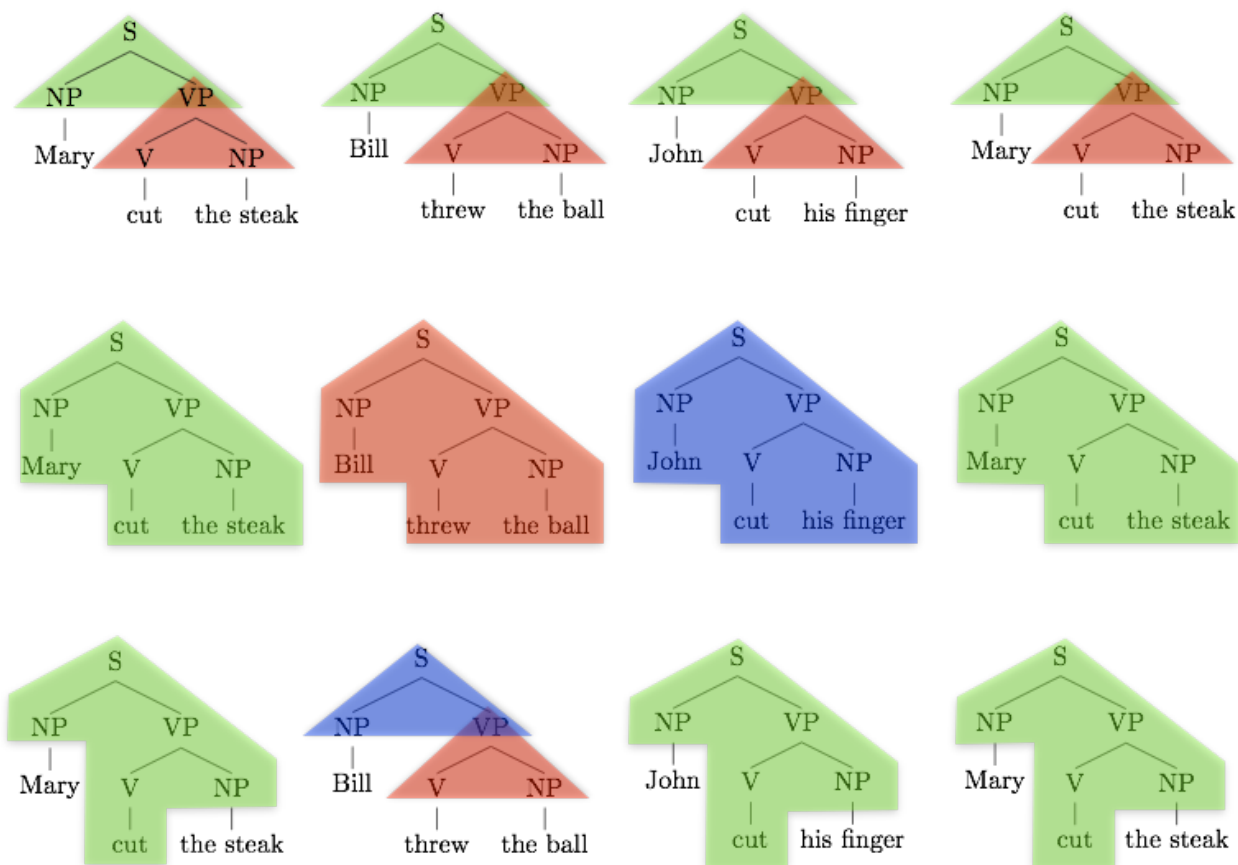 S S S S
NP VP NP VP NP VP NP VP
Mary V NP Bill V NP John V NP Mary V NP
cut the steak threw the ball cut his finger cut the steak
S S S S
NP VP NP VP NP VP NP VP
Mary V NP Bill V NP John V NP Mary V NP
cut the steak threw the ball cut his finger cut the steak
S S S S
NP VP NP VP NP VP NP VP
Mary V NP Bill V NP John V NP Mary V NP
cut the steak threw the ball cut his finger cut the steak